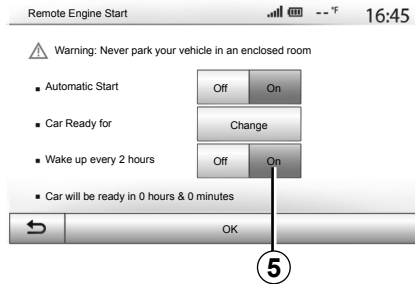 Remote Engine Start
--°F
16:45
Warning: Never park your vehicle in an enclosed room
Automatic Start
Off
On
Car Ready for
Change
Wake up every 2 hours
Off
On
Car will be ready in 0 hours & 0 minutes
OK
5